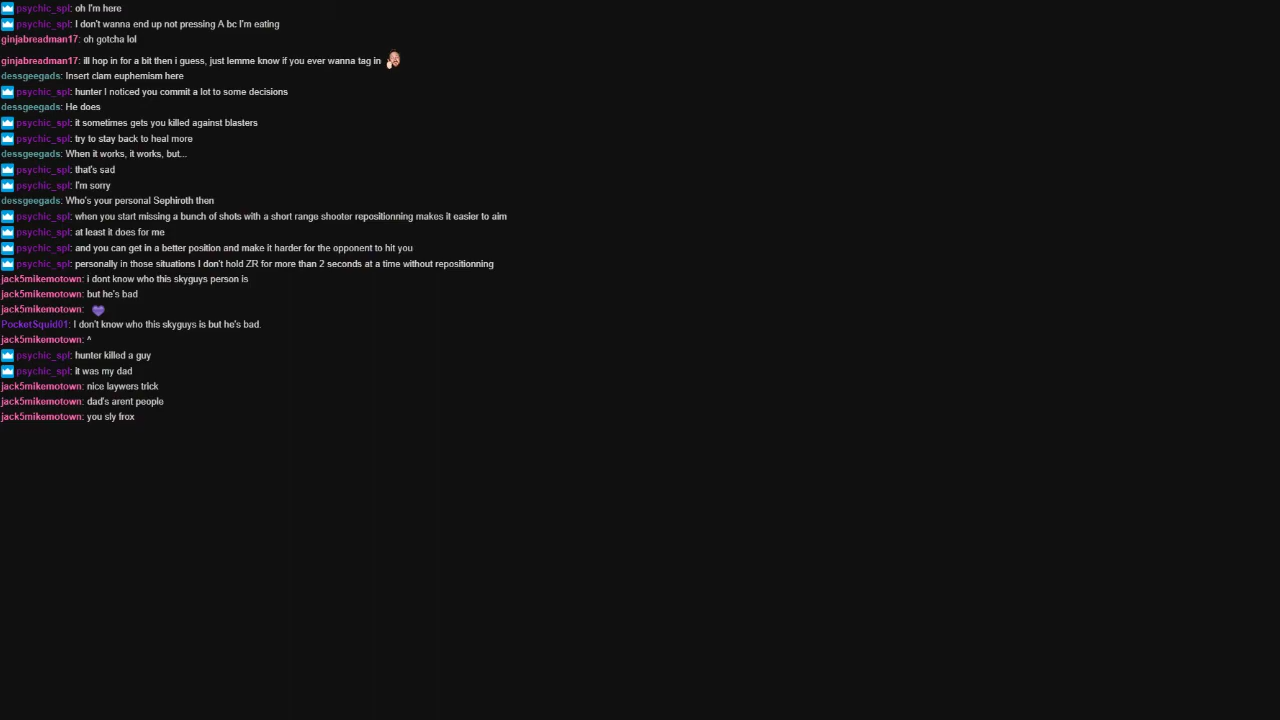 psychic_spl: oh I'm here
psychic_spl: I don't wanna end up not pressing A bc I'm eating
ginjabreadman17: oh gotcha lol
ginjabreadman17: ill hop in for a bit then i guess, just lemme know if you ever wanna tag in
dessgeegads: Insert clam euphemism here
psychic_spl: hunter I noticed you commit a lot to some decisions
dessgeegads: He does
psychic_spl: it sometimes gets you killed against blasters
psychic_spl: try to stay back to heal more
dessgeegads: When it works, it works, but...
psychic_spl: that's sad
psychic_spl: I'm sorry
dessgeegads: Who's your personal Sephiroth then
psychic_spl: when you start missing a bunch of shots with a short range shooter repositionning makes it easier to aim
psychic_spl: at least it does for me
psychic_spl: and you can get in a better position and make it harder for the opponent to hit you
psychic_spl: personally in those situations I don't hold ZR for more than 2 seconds at a time without repositionning
jack5mikemotown: i dont know who this skyguys person is
jack5mikemotown: but he's bad
jack5mikemotown:
PocketSquid01: I don't know who this skyguys is but he's bad.
jack5mikemotown: ^
psychic_spl: hunter killed a guy
psychic_spl: it was my dad
jack5mikemotown: nice laywers trick
jack5mikemotown: dad's arent people
jack5mikemotown: you sly frox